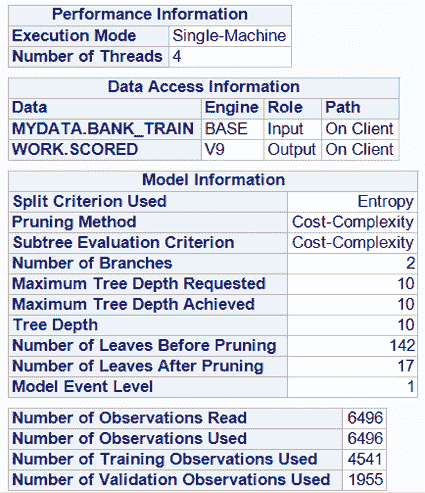 Performance Information
Execution Mode Single-Machine
Number of Threads 4
Data Access Information
Data Engine Role Path
MYDATA.BANK_TRAIN BASE Input On Client
WORK.SCORED V9 Output On Client
Model Information
Split Criterion Used Entropy
Pruning Method Cost-Complexity
Subtree Evaluation Criterion Cost-Complexity
Number of Branches 2
Maximum Tree Depth Requested 10
Maximum Tree Depth Achieved 10
Tree Depth 10
Number of Leaves Before Pruning 142
Number of Leaves After Pruning 17
Model Event Level 1
Number of Observations Read 6496
Number of Observations Used 6496
Number of Training Observations Used 4541
Number of Validation Observations Used 1955